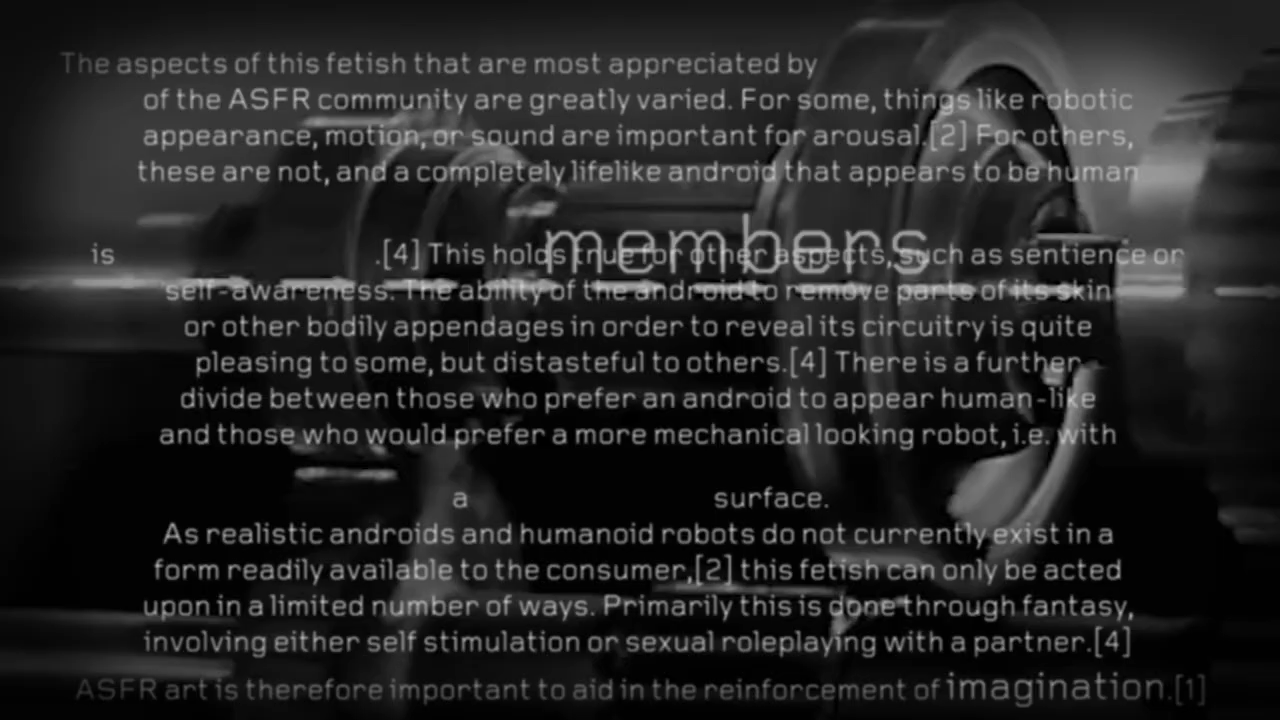 The aspects of this fetish that are most appreciated by
of the ASFR community are greatly varied. For some, things like robotic
appearance, motion, or sound are important for arousal.[2] For others,
these are not, and a completely lifelike android that appears to be human
members
is .[4] This holds true for other aspects, such as sentience or
self-awareness. The ability of the android to remove parts of its skin
or other bodily appendages in order to reveal its circuitry is quite
pleasing to some, but distasteful to others.[4] There is a further
divide between those who prefer an android to appear human-like
and those who would prefer a more mechanical looking robot, i.e. with
a surface.
As realistic androids and humanoid robots do not currently exist in a
form readily available to the consumer,[2] this fetish can only be acted
upon in a limited number of ways. Primarily this is done through fantasy,
involving either self stimulation or sexual roleplaying with a partner.[4]
ASFR art is therefore important to aid in the reinforcement of imagination.[1]